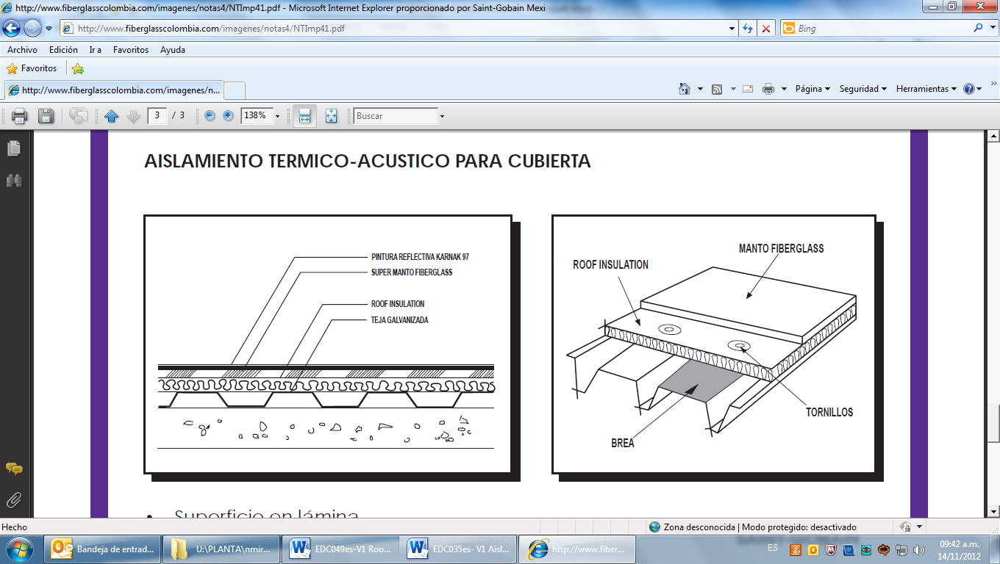 http://www.fiberglasscolombia.com/imagenes/notas4/NTImp41.pdf - Microsoft Internet Explorer proporcionado por Saint-Gobain Mexi
http://www.fiberglasscolombia.com/imagenes/notas4/NTImp41.pdf
Bing
Archivo Edición Ir a Favoritos Ayuda
Favoritos
http://www.fiberglasscolombia.com/imagenes/n...
Página Seguridad Herramientas
3 / 3 138% Buscar
AISLAMIENTO TERMICO-ACUSTICO PARA CUBIERTA
PINTURA REFLECTIVA KARNAK 97
SUPER MANTO FIBERGLASS
ROOF INSULATION
TEJA GALVANIZADA
MANTO FIBERGLASS
ROOF INSULATION
TORNILLOS
BREA
• Superficie en lámina
Hecho
Zona desconocida | Modo protegido: desactivado
Bandeja de entrad...
U:\PLANTA\nmir...
EDC049es-V1 Roo...
EDC035es- V1 Aisl...
http://www.fiber...
ES
09:42 a.m.
14/11/2012